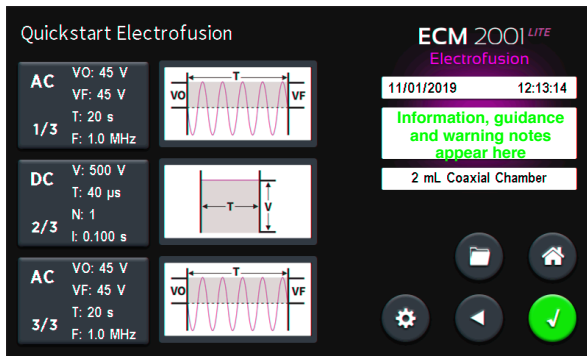 Quickstart Electrofusion
ECM 2001 LITE
Electrofusion
11/01/2019 12:13:14
Information, guidance
and warning notes
appear here
2 mL Coaxial Chamber
AC
1/3
VO: 45 V
VF: 45 V
T: 20 s
F: 1.0 MHz
T
VO
VF
DC
2/3
V: 500 V
T: 40 µs
N: 1
I: 0.100 s
T
V
AC
3/3
VO: 45 V
VF: 45 V
T: 20 s
F: 1.0 MHz
T
VO
VF